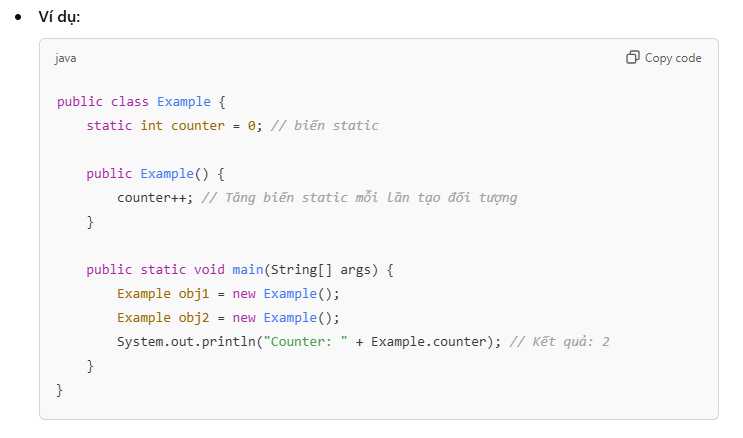 Ví dụ:
java
Copy code
public class Example {
    static int counter = 0; // biến static

    public Example() {
        counter++; // Tăng biến static mỗi lần tạo đối tượng
    }

    public static void main(String[] args) {
        Example obj1 = new Example();
        Example obj2 = new Example();
        System.out.println("Counter: " + Example.counter); // Kết quả: 2
    }
}